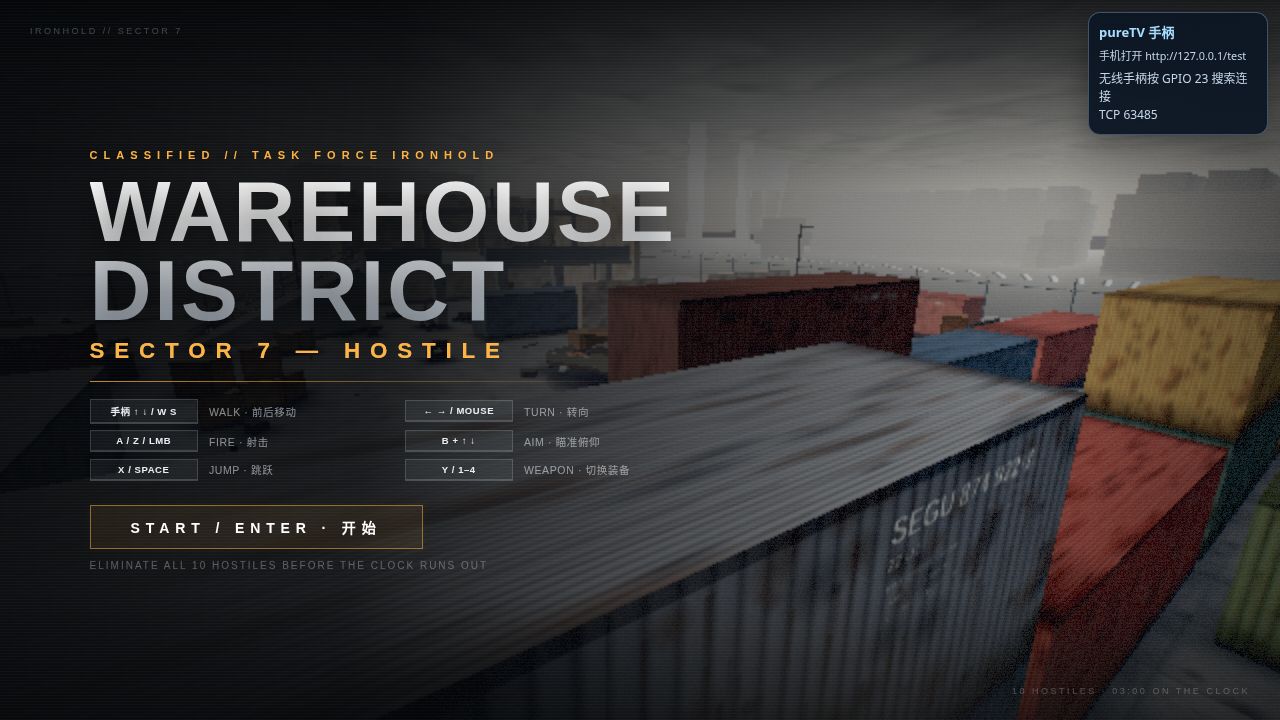 IRONHOLD // SECTOR 7
pureTV 手柄
手机打开 http://127.0.0.1/test
无线手柄按 GPIO 23 搜索连
接
TCP 63485
CLASSIFIED // TASK FORCE IRONHOLD
WAREHOUSE
DISTRICT
SECTOR 7 — HOSTILE
手柄 ↑ ↓ / W S WALK · 前后移动
← → / MOUSE TURN · 转向
A / Z / LMB FIRE · 射击
B + ↑ ↓ AIM · 瞄准俯仰
X / SPACE JUMP · 跳跃
Y / 1–4 WEAPON · 切换装备
START / ENTER · 开始
ELIMINATE ALL 10 HOSTILES BEFORE THE CLOCK RUNS OUT
SEGU 874 922
10 HOSTILES · 03:00 ON THE CLOCK